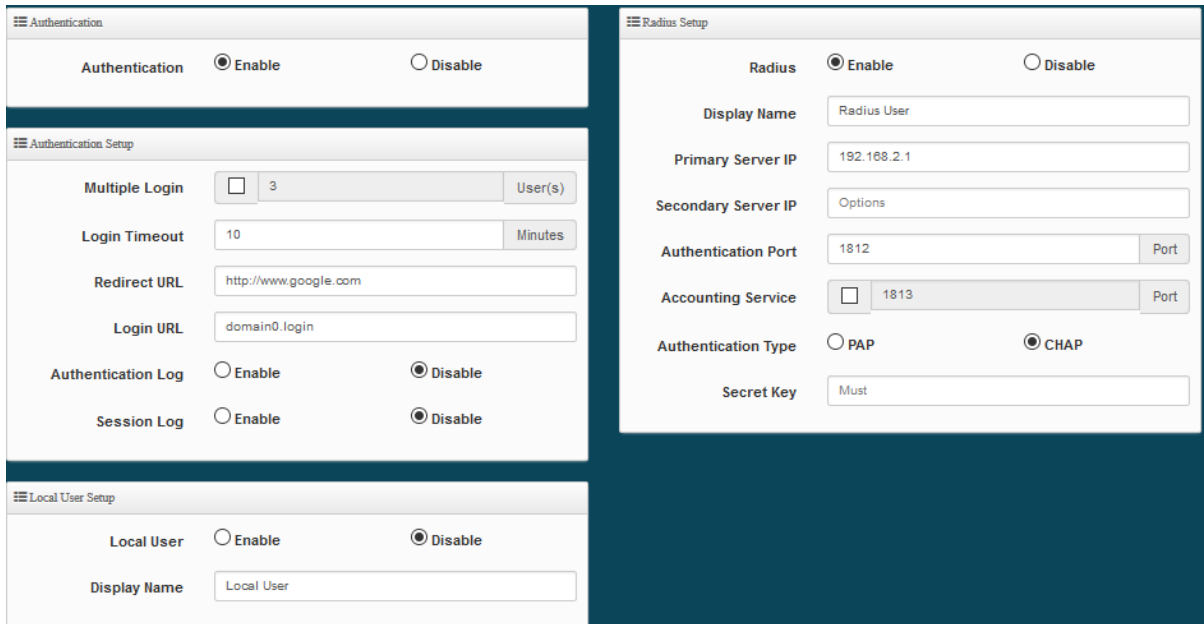 Authentication
Authentication Enable Disable
Authentication Setup
Multiple Login 3 User(s)
Login Timeout 10 Minutes
Redirect URL http://www.google.com
Login URL domain0.login
Authentication Log Enable Disable
Session Log Enable Disable
Local User Setup
Local User Enable Disable
Display Name Local User
Radius Setup
Radius Enable Disable
Display Name Radius User
Primary Server IP 192.168.2.1
Secondary Server IP Options
Authentication Port 1812 Port
Accounting Service 1813 Port
Authentication Type PAP CHAP
Secret Key Must